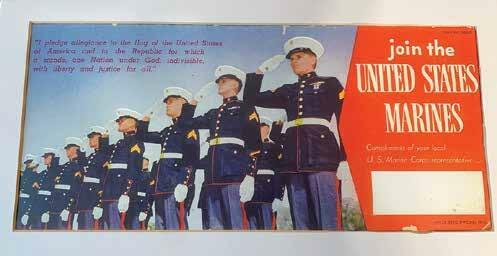 "I pledge allegiance to the flag of the United States
of America and to the Republic for which
it stands, one Nation under God, indivisible,
with liberty and justice for all."
join the
UNITED STATES
MARINES
Compliments of your local
U. S. Marine Corps representative